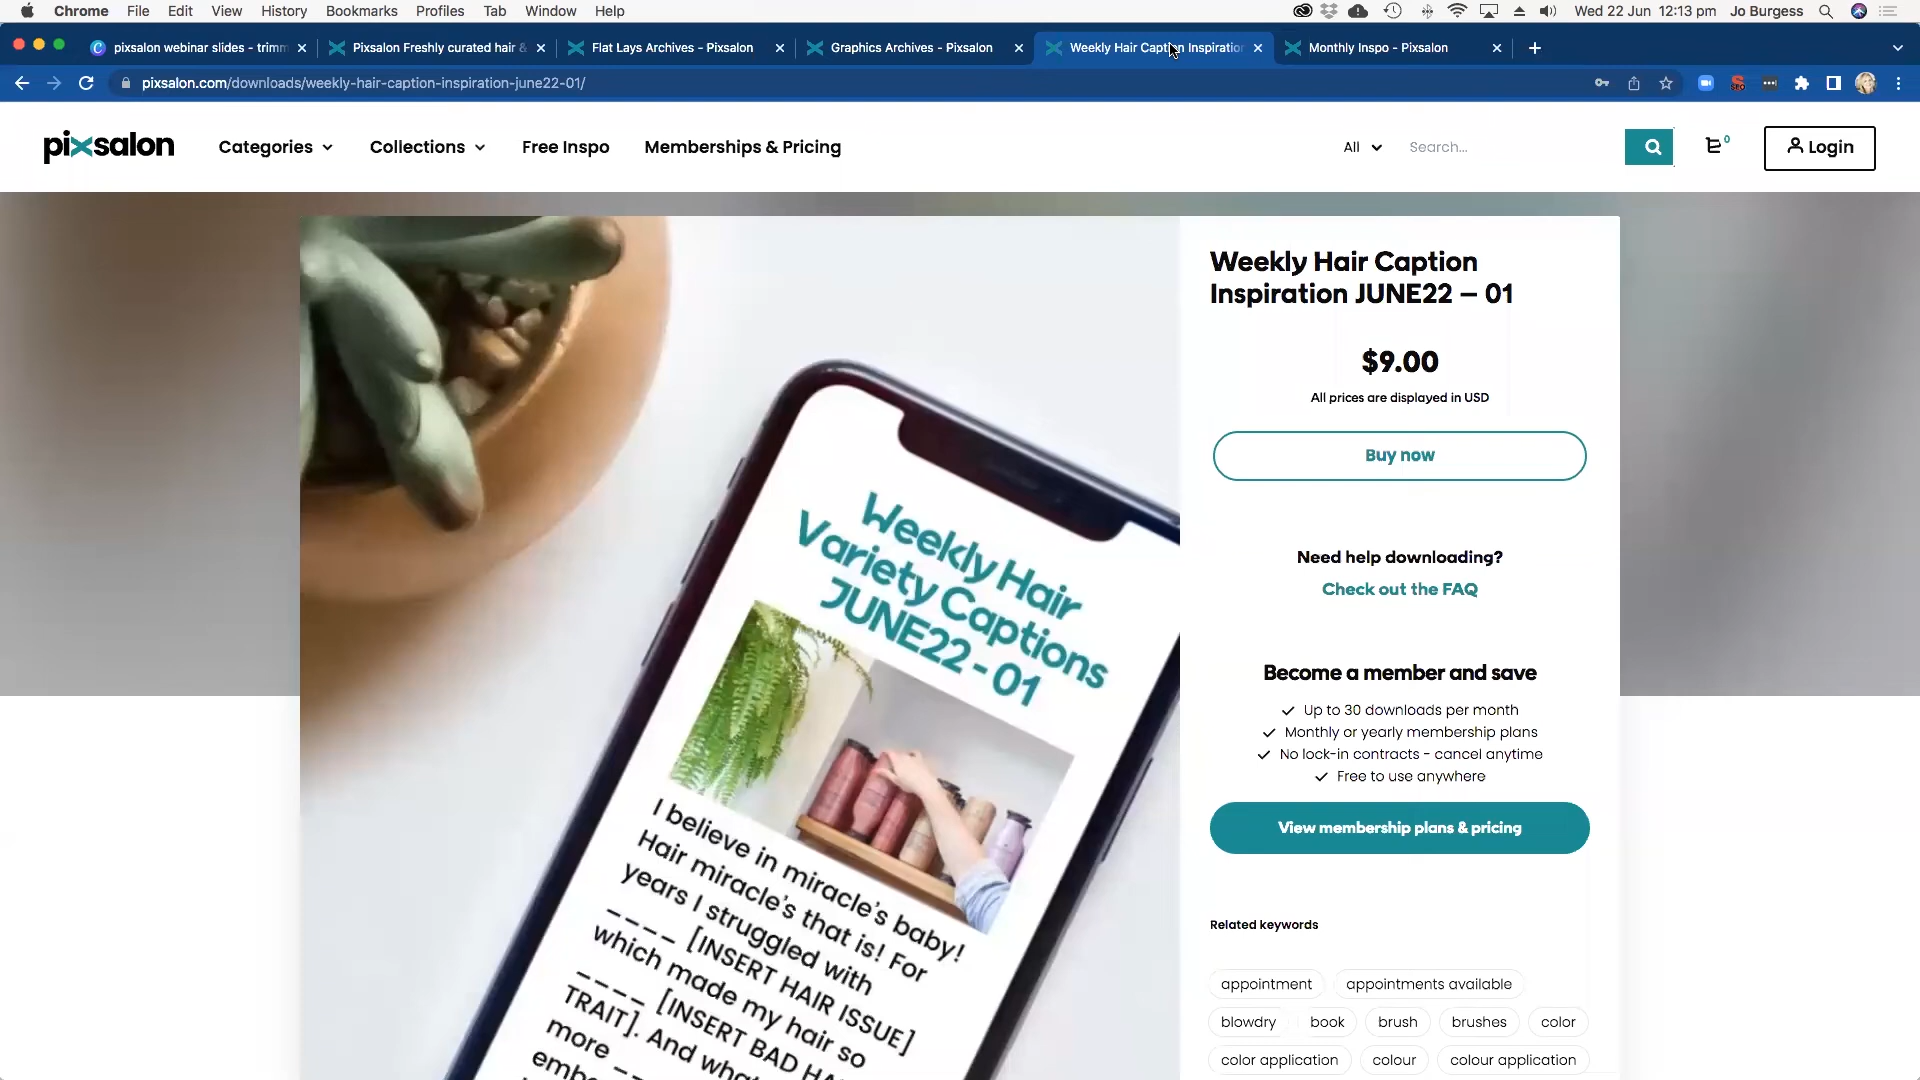 Chrome File Edit View History Bookmarks Profiles Tab Window Help Wed 22 Jun 12:13 pm Jo Burgess
pixsalon webinar slides - trimm Pixsalon Freshly curated hair & Flat Lays Archives - Pixsalon Graphics Archives - Pixsalon Weekly Hair Caption Inspiration Monthly Inspo - Pixsalon
pixsalon.com/downloads/weekly-hair-caption-inspiration-june22-01/
pixsalon Categories Collections Free Inspo Memberships & Pricing All Search... 0 Login
Weekly Hair Caption
Inspiration JUNE22 – 01
$9.00
All prices are displayed in USD
Buy now
Need help downloading?
Check out the FAQ
Become a member and save
Up to 30 downloads per month
Monthly or yearly membership plans
No lock-in contracts - cancel anytime
Free to use anywhere
View membership plans & pricing
Related keywords
appointment appointments available
blowdry book brush brushes color
color application colour colour application
Weekly Hair
Variety Captions
JUNE22 - 01
I believe in miracle's baby!
Hair miracle's that is! For
years I struggled with
____ [INSERT HAIR ISSUE]
which made my hair so
____ [INSERT BAD HA
TRAIT]. And what
more